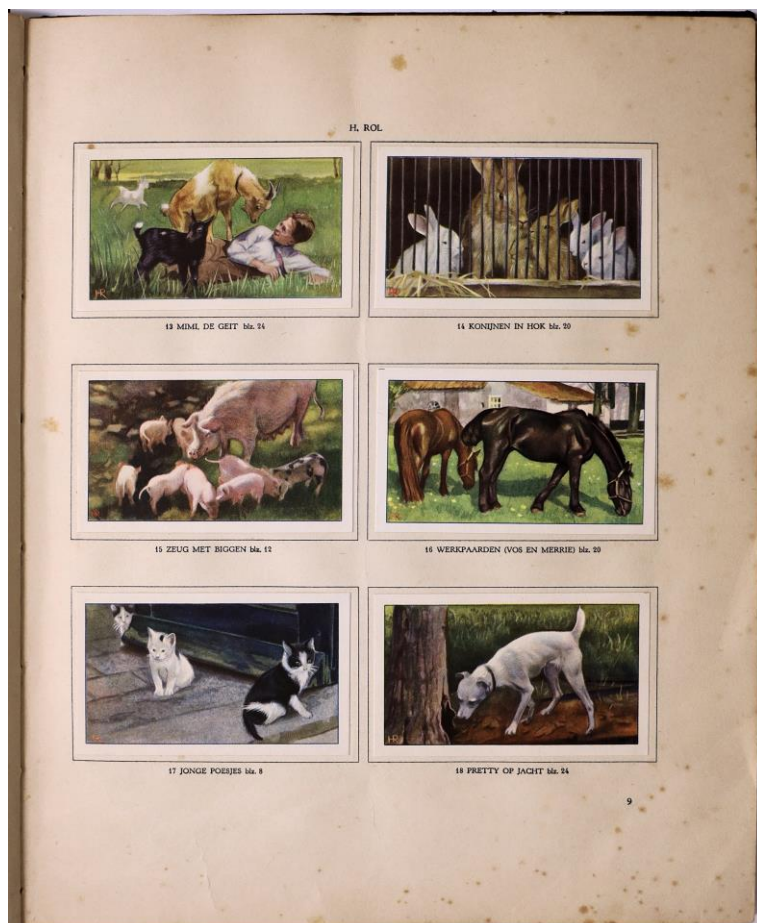 H. ROL
HR
13 MIMI, DE GEIT blz. 24
14 KONIJNEN IN HOK blz. 20
15 ZEUG MET BIGGEN blz. 12
16 WERKPAARDEN (VOS EN MERRIE) blz. 20
17 JONGE POESJES blz. 8
HR
18 PRETTY OP JACHT blz. 24
9